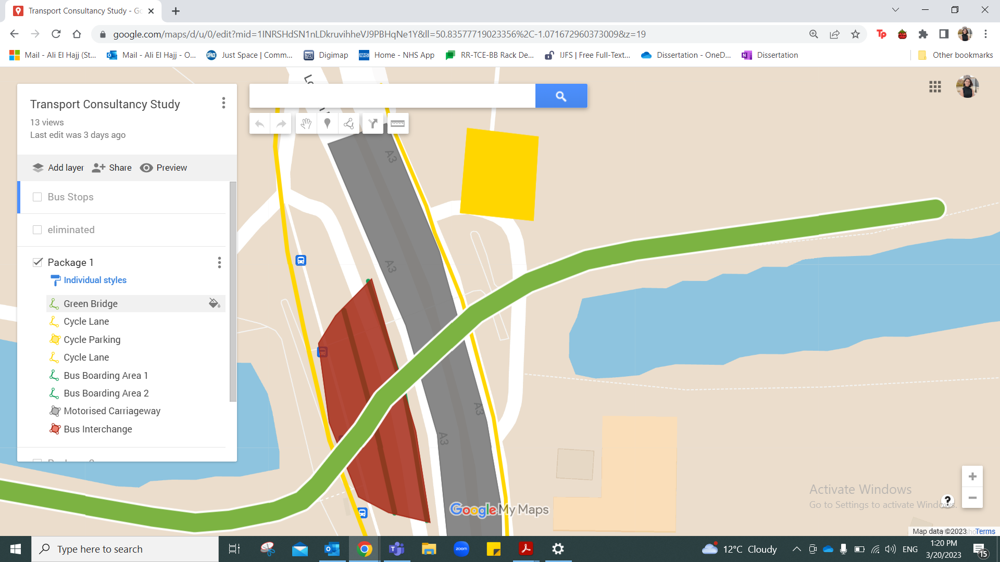 Transport Consultancy Study - Go
google.com/maps/d/u/0/edit?mid=1INRSHdSN1nLDkruvihheVJ9PBHqNe1Y&ll=50.83577719023356%2C-1.071672960373009&z=19
Mail - Ali El Hajj (St... Mail - Ali El Hajj - O... Just Space | Comm... Digimap Home - NHS App RR-TCE-BB Rack De... IJFS | Free Full-Text... Dissertation - OneD... Dissertation Other bookmarks
Transport Consultancy Study
13 views
Last edit was 3 days ago
Add layer Share Preview
Bus Stops
eliminated
Package 1
Individual styles
Green Bridge
Cycle Lane
Cycle Parking
Cycle Lane
Bus Boarding Area 1
Bus Boarding Area 2
Motorised Carriageway
Bus Interchange
A3
A3
A3
A3
Google My Maps
Activate Windows
Go to Settings to activate Windows.
Map data ©2023 Terms
Type here to search
zoom
12°C Cloudy
ENG
1:20 PM
3/20/2023
15